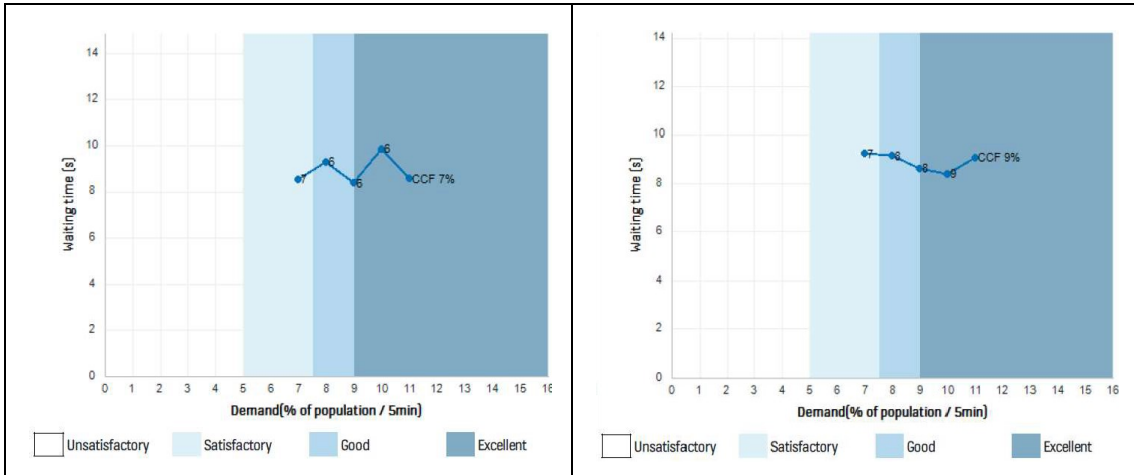 14
12
10
8
6
4
2
0
Waiting time (s)
7
6
6
6
CCF 7%
0 1 2 3 4 5 6 7 8 9 10 11 12 13 14 15 16
Demand(% of population / 5min)
Unsatisfactory Satisfactory Good Excellent
14
12
10
8
6
4
2
0
Waiting time (s)
7
8
8
9
CCF 9%
0 1 2 3 4 5 6 7 8 9 10 11 12 13 14 15 16
Demand(% of population / 5min)
Unsatisfactory Satisfactory Good Excellent